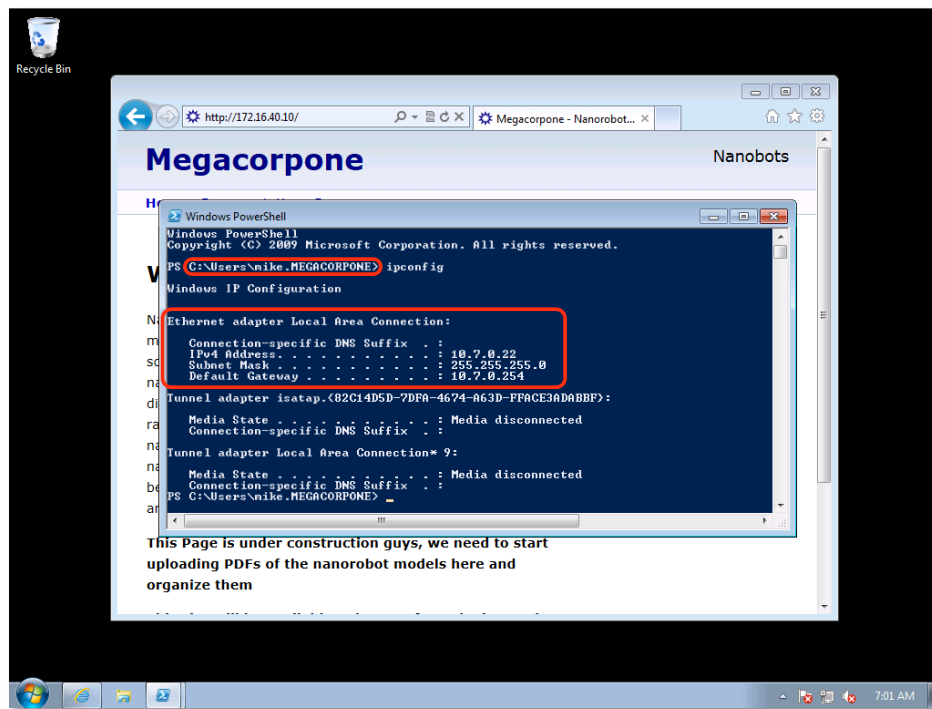 Recycle Bin
http://172.16.40.10/
Megacorpone - Nanorobot...
Megacorpone
Nanobots
Windows PowerShell
Windows PowerShell
Copyright (C) 2009 Microsoft Corporation. All rights reserved.
PS C:\Users\mike.MEGACORPONE> ipconfig
Windows IP Configuration
Ethernet adapter Local Area Connection:
Connection-specific DNS Suffix . :
IPv4 Address. . . . . . . . . . . : 10.7.0.22
Subnet Mask . . . . . . . . . . . : 255.255.255.0
Default Gateway . . . . . . . . . : 10.7.0.254
Tunnel adapter isatap.{82C14D5D-7DFA-4674-A63D-FFACE3ADABBF}:
Media State . . . . . . . . . . . : Media disconnected
Connection-specific DNS Suffix . :
Tunnel adapter Local Area Connection* 9:
Media State . . . . . . . . . . . : Media disconnected
Connection-specific DNS Suffix . :
PS C:\Users\mike.MEGACORPONE> _
This Page is under construction guys, we need to start
uploading PDFs of the nanorobot models here and
organize them
7:01 AM